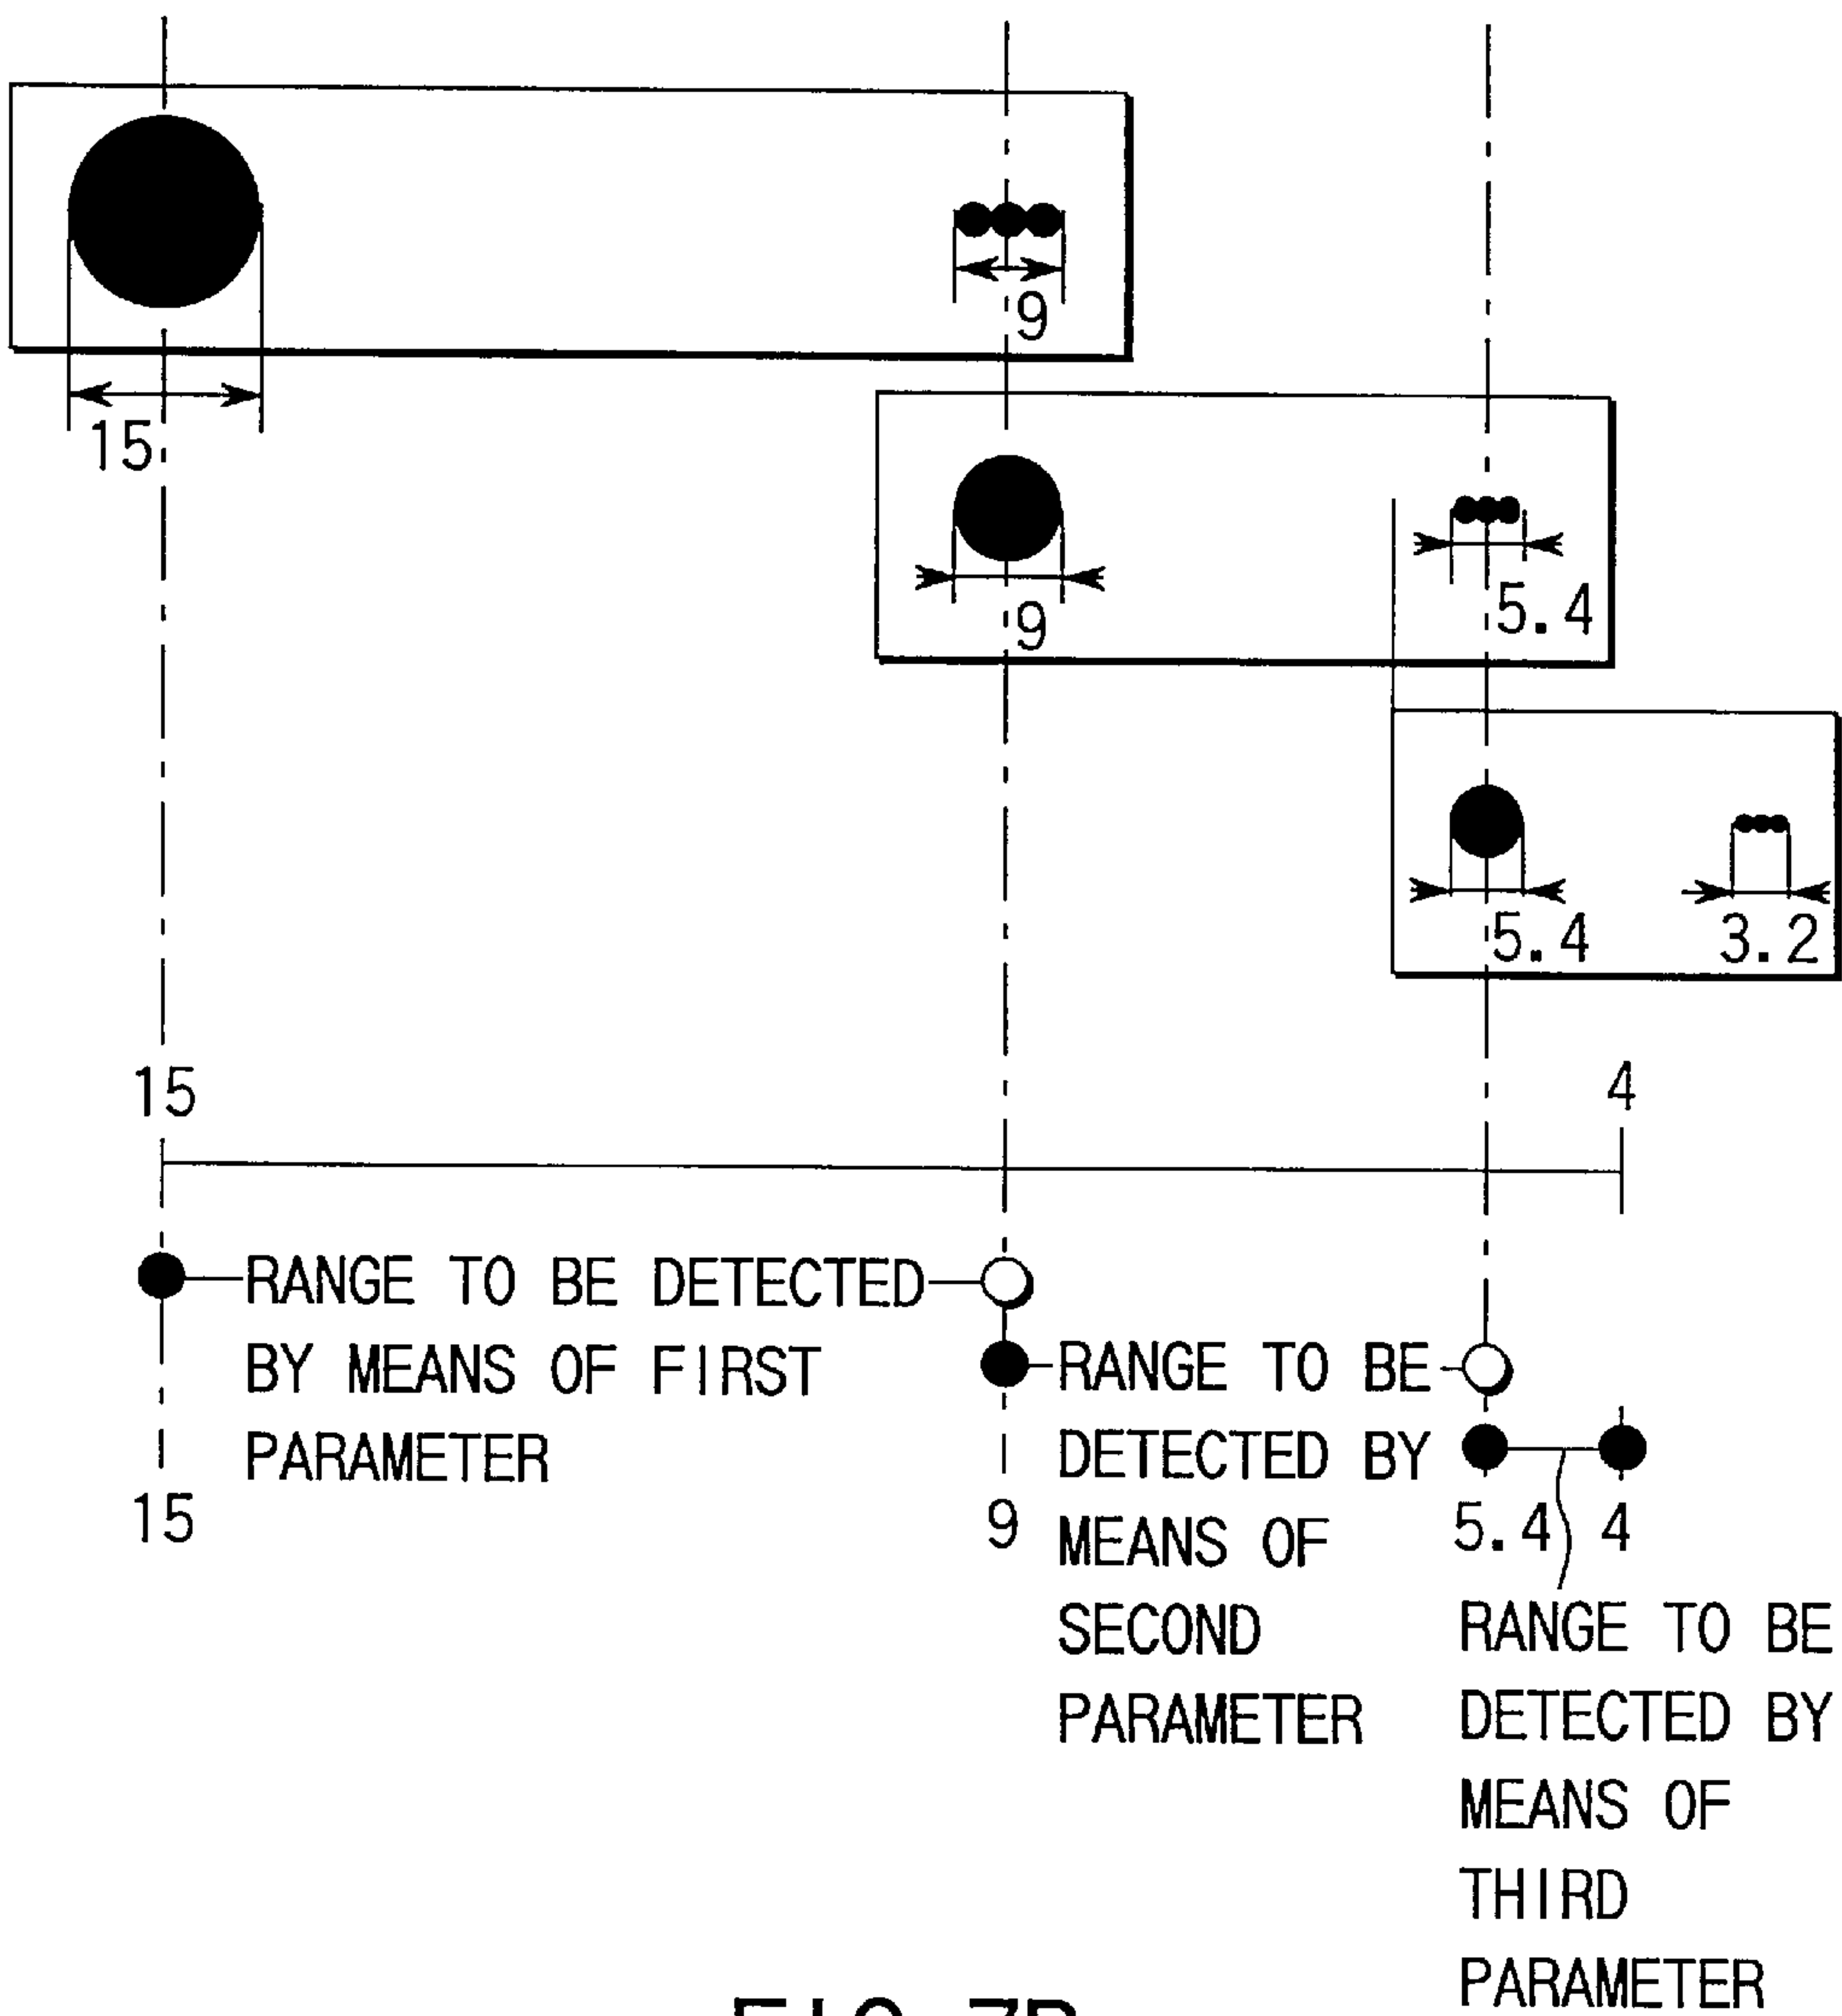 9
15
9
5.4
5.4
3.2
15
4
RANGE TO BE DETECTED
BY MEANS OF FIRST
PARAMETER
RANGE TO BE
DETECTED BY
MEANS OF
SECOND
PARAMETER
15
9
5.4
4
RANGE TO BE
DETECTED BY
MEANS OF
THIRD
PARAMETER